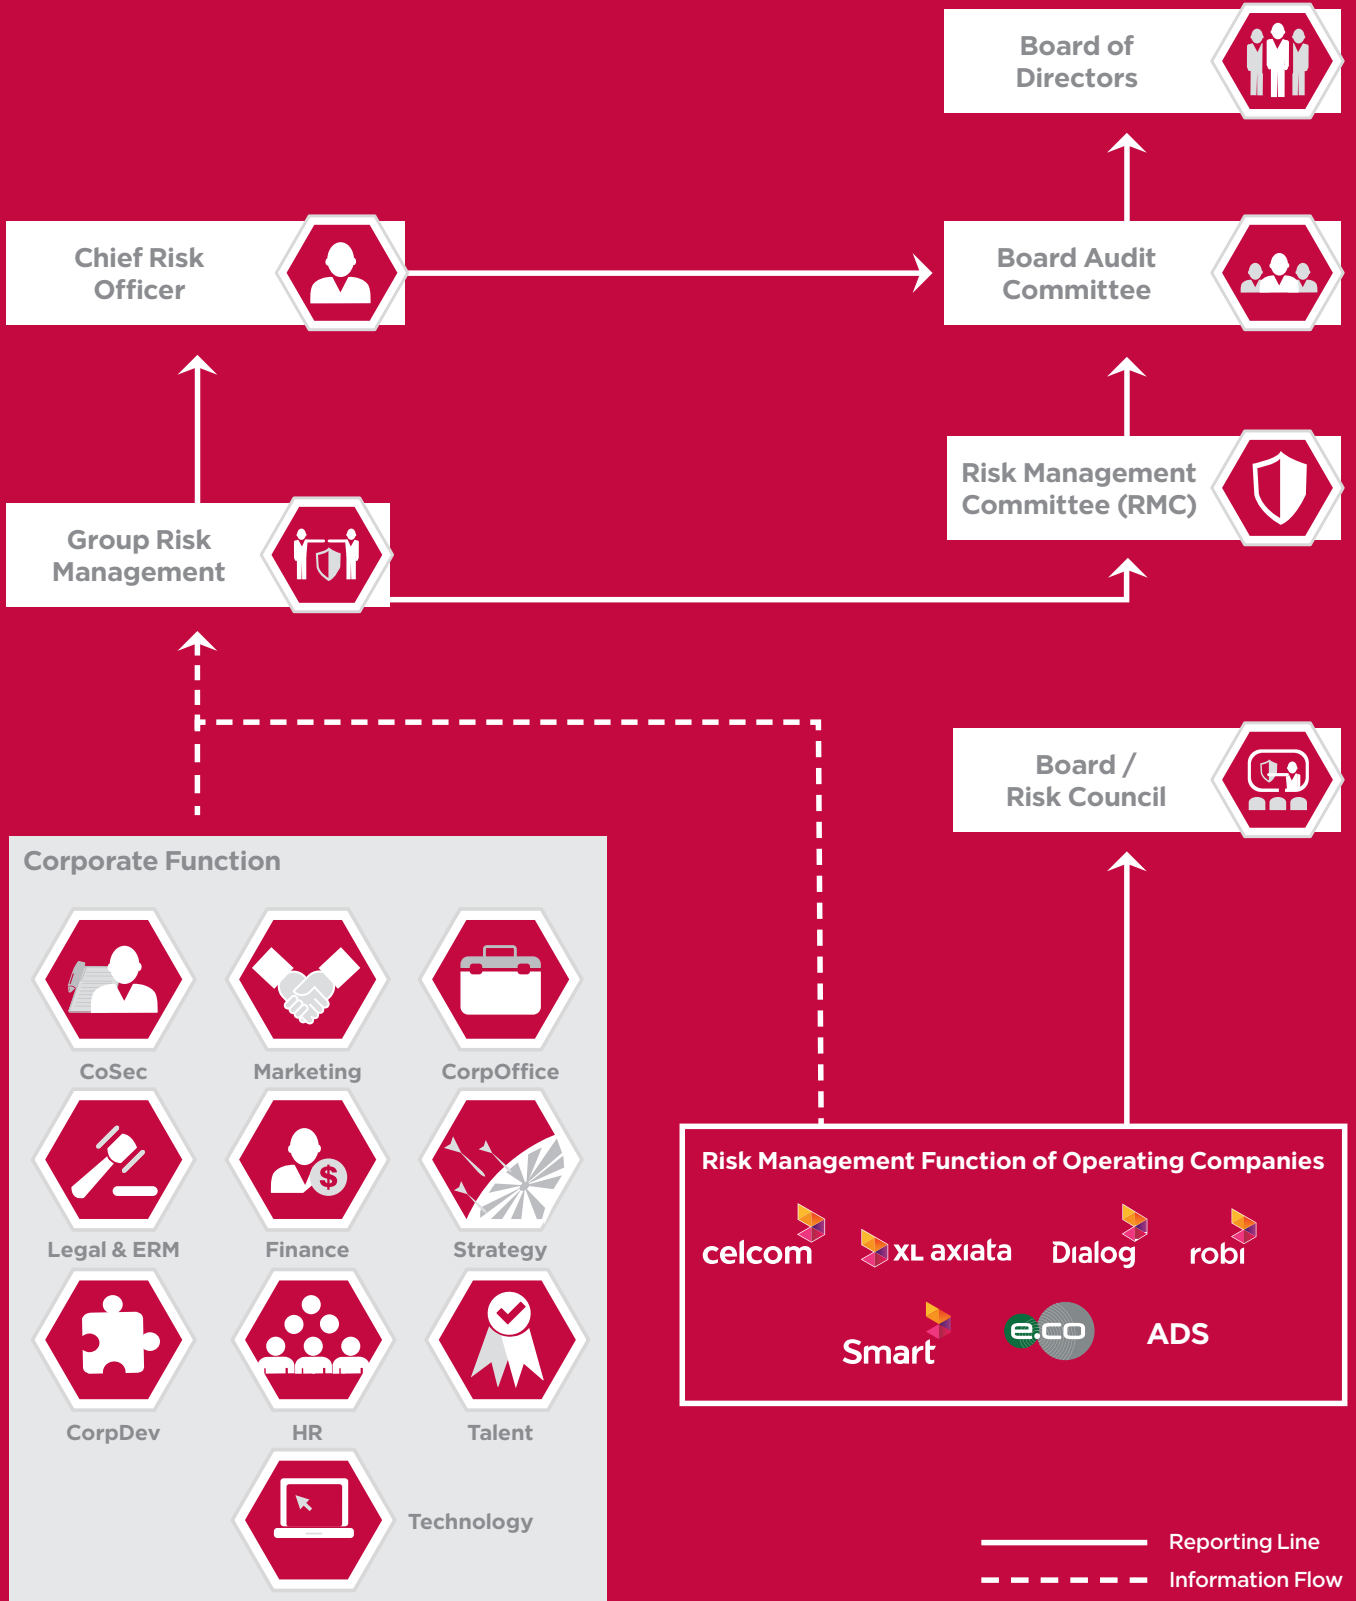 Board of
Directors
Chief Risk
Officer
Board Audit
Committee
Risk Management
Committee (RMC)
Group Risk
Management
Board /
Risk Council
Corporate Function
CoSec
Marketing
CorpOffice
Legal & ERM
Finance
$
Strategy
CorpDev
HR
Talent
Technology
Risk Management Function of Operating Companies
celcom
XL axiata
Dialog
robi
Smart
e.co
ADS
Reporting Line
Information Flow